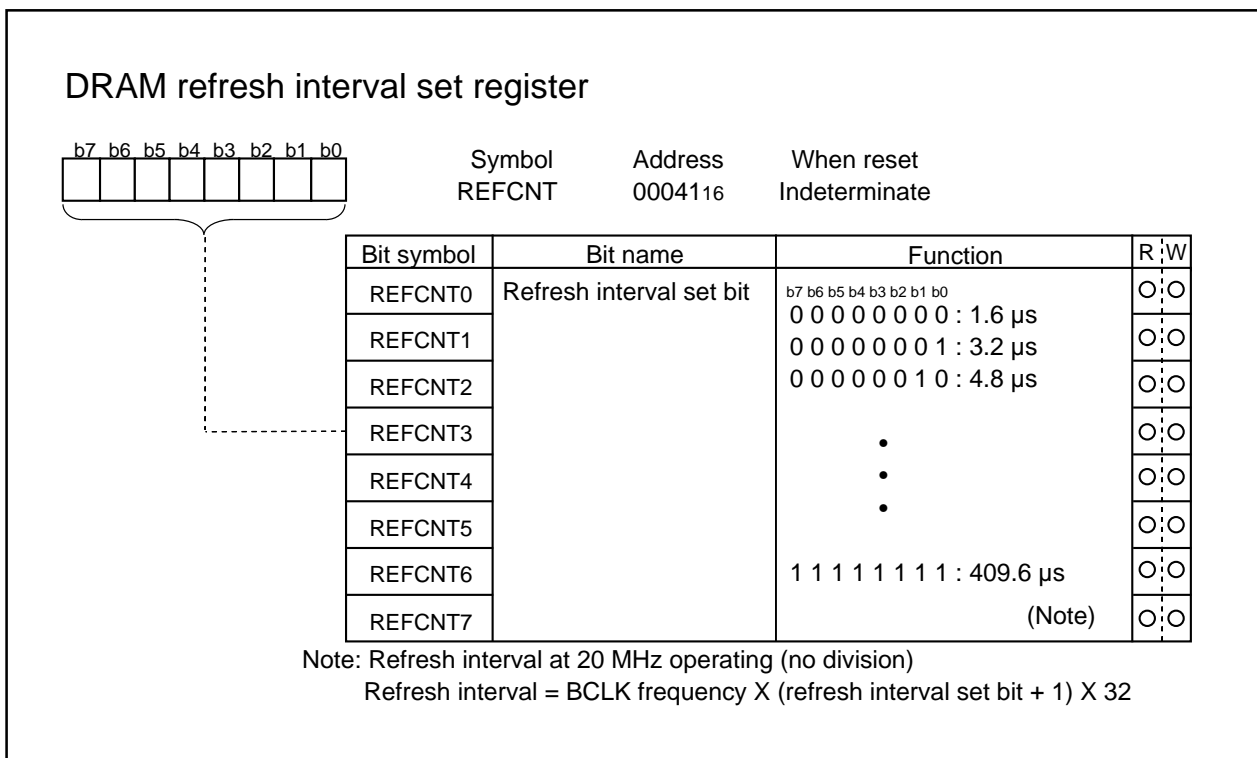 DRAM refresh interval set register
b7 b6 b5 b4 b3 b2 b1 b0
Symbol Address When reset
REFCNT 0004116 Indeterminate
Bit symbol Bit name Function R W
REFCNT0 Refresh interval set bit b7 b6 b5 b4 b3 b2 b1 b0
0 0 0 0 0 0 0 0 : 1.6 µs
REFCNT1
0 0 0 0 0 0 0 1 : 3.2 µs
REFCNT2 0 0 0 0 0 0 1 0 : 4.8 µs
REFCNT3
REFCNT4
REFCNT5
REFCNT6 1 1 1 1 1 1 1 1 : 409.6 µs
REFCNT7 (Note)
Note: Refresh interval at 20 MHz operating (no division)
Refresh interval = BCLK frequency X (refresh interval set bit + 1) X 32